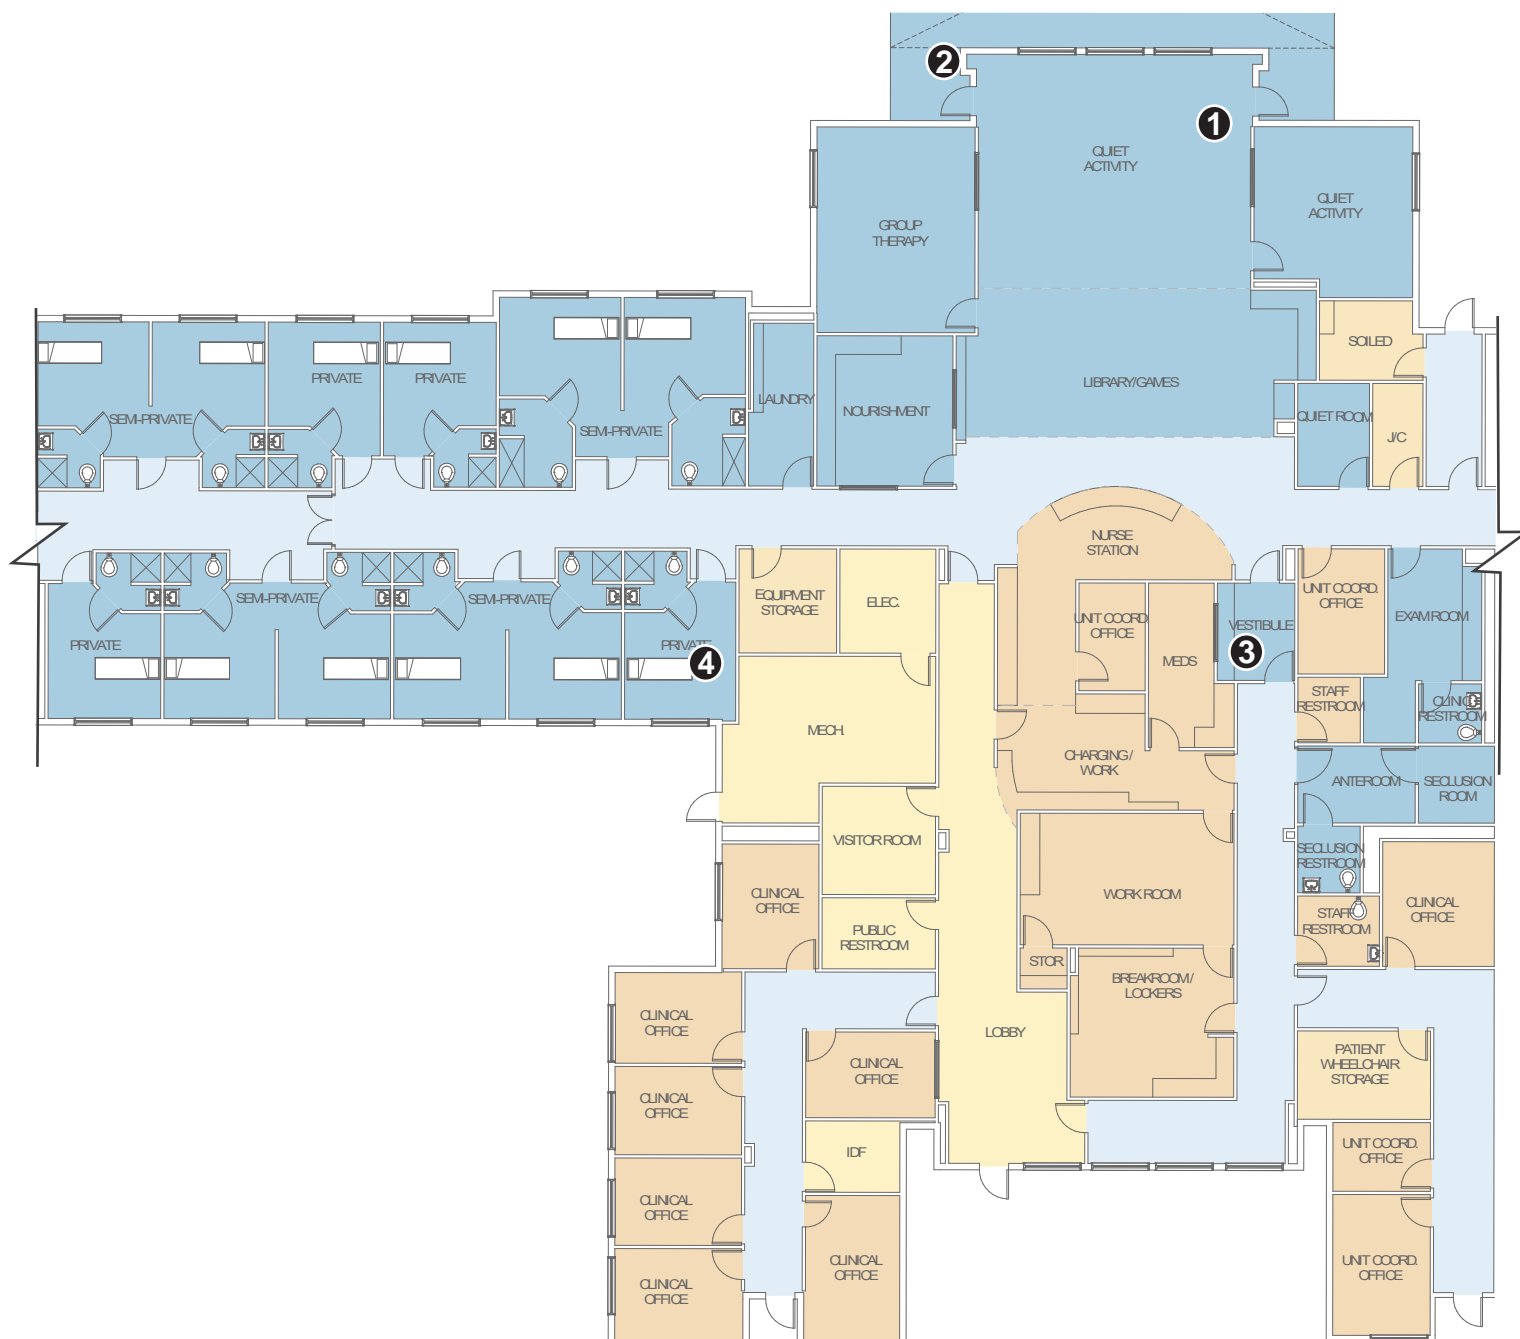 2
1
QUIET
ACTIVITY
QUIET
ACTIVITY
GROUP
THERAPY
SOILED
PRIVATE
PRIVATE
LIBRARY/GAMES
LAUNDRY
NOURISHMENT
QUIET ROOM
SEMI-PRIVATE
SEMI-PRIVATE
J/C
NURSE
STATION
EQUIPMENT
STORAGE
ELEC.
UNIT COORD.
OFFICE
EXAM ROOM
SEMI-PRIVATE
SEMI-PRIVATE
UNIT COORD.
OFFICE
VESTIBULE
PRIVATE
PRIVATE
4
MEDS
3
STAFF
RESTROOM
CLINIC
RESTROOM
MECH.
CHARGING /
WORK
ANTEROOM
SECLUSION
ROOM
VISITOR ROOM
SECLUSION
RESTROOM
CLINICAL
OFFICE
WORK ROOM
CLINICAL
OFFICE
PUBLIC
RESTROOM
STAFF
RESTROOM
STOR.
BREAKROOM /
LOCKERS
CLINICAL
OFFICE
LOBBY
CLINICAL
OFFICE
PATIENT
WHEELCHAIR
STORAGE
CLINICAL
OFFICE
IDF
UNIT COORD.
OFFICE
CLINICAL
OFFICE
CLINICAL
OFFICE
UNIT COORD.
OFFICE
CLINICAL
OFFICE